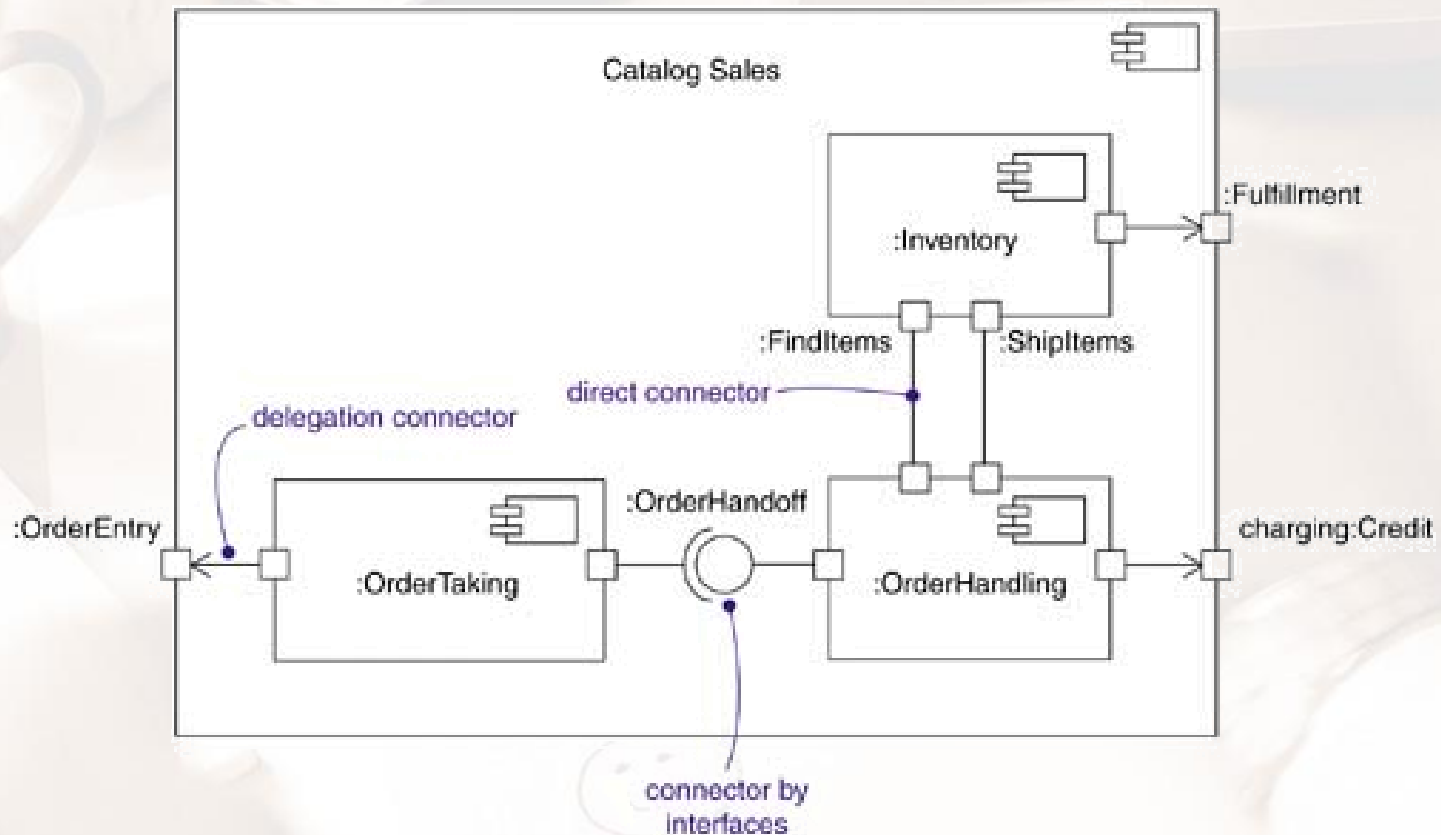 Catalog Sales
:Fulfillment
:Inventory
:FindItems
:ShipItems
direct connector
delegation connector
:OrderHandoff
:OrderEntry
charging:Credit
:OrderTaking
:OrderHandling
connector by
interfaces